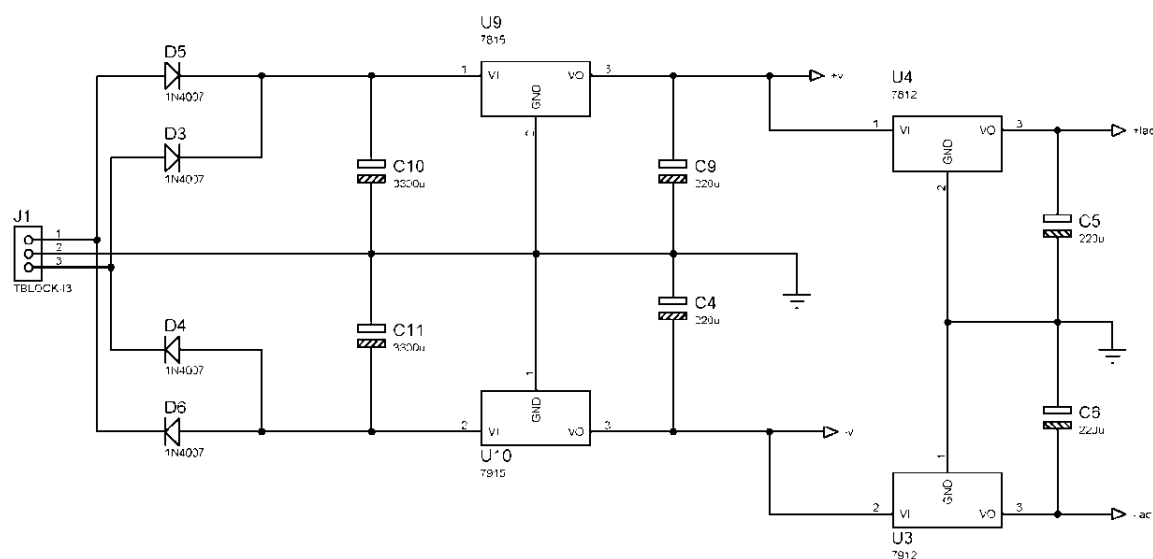 U9
7815
D5
1N4007
1
VI
VO
3
GND
2
+v
U4
7812
D3
1N4007
1
VI
VO
3
GND
2
C10
3300u
C9
220u
J1
1
2
3
TBLOCK-I3
C5
220u
D4
1N4007
C11
3300u
C4
220u
D6
1N4007
1
GND
2
VI
VO
3
U10
7915
-v
C6
220u
1
GND
2
VI
VO
3
U3
7912